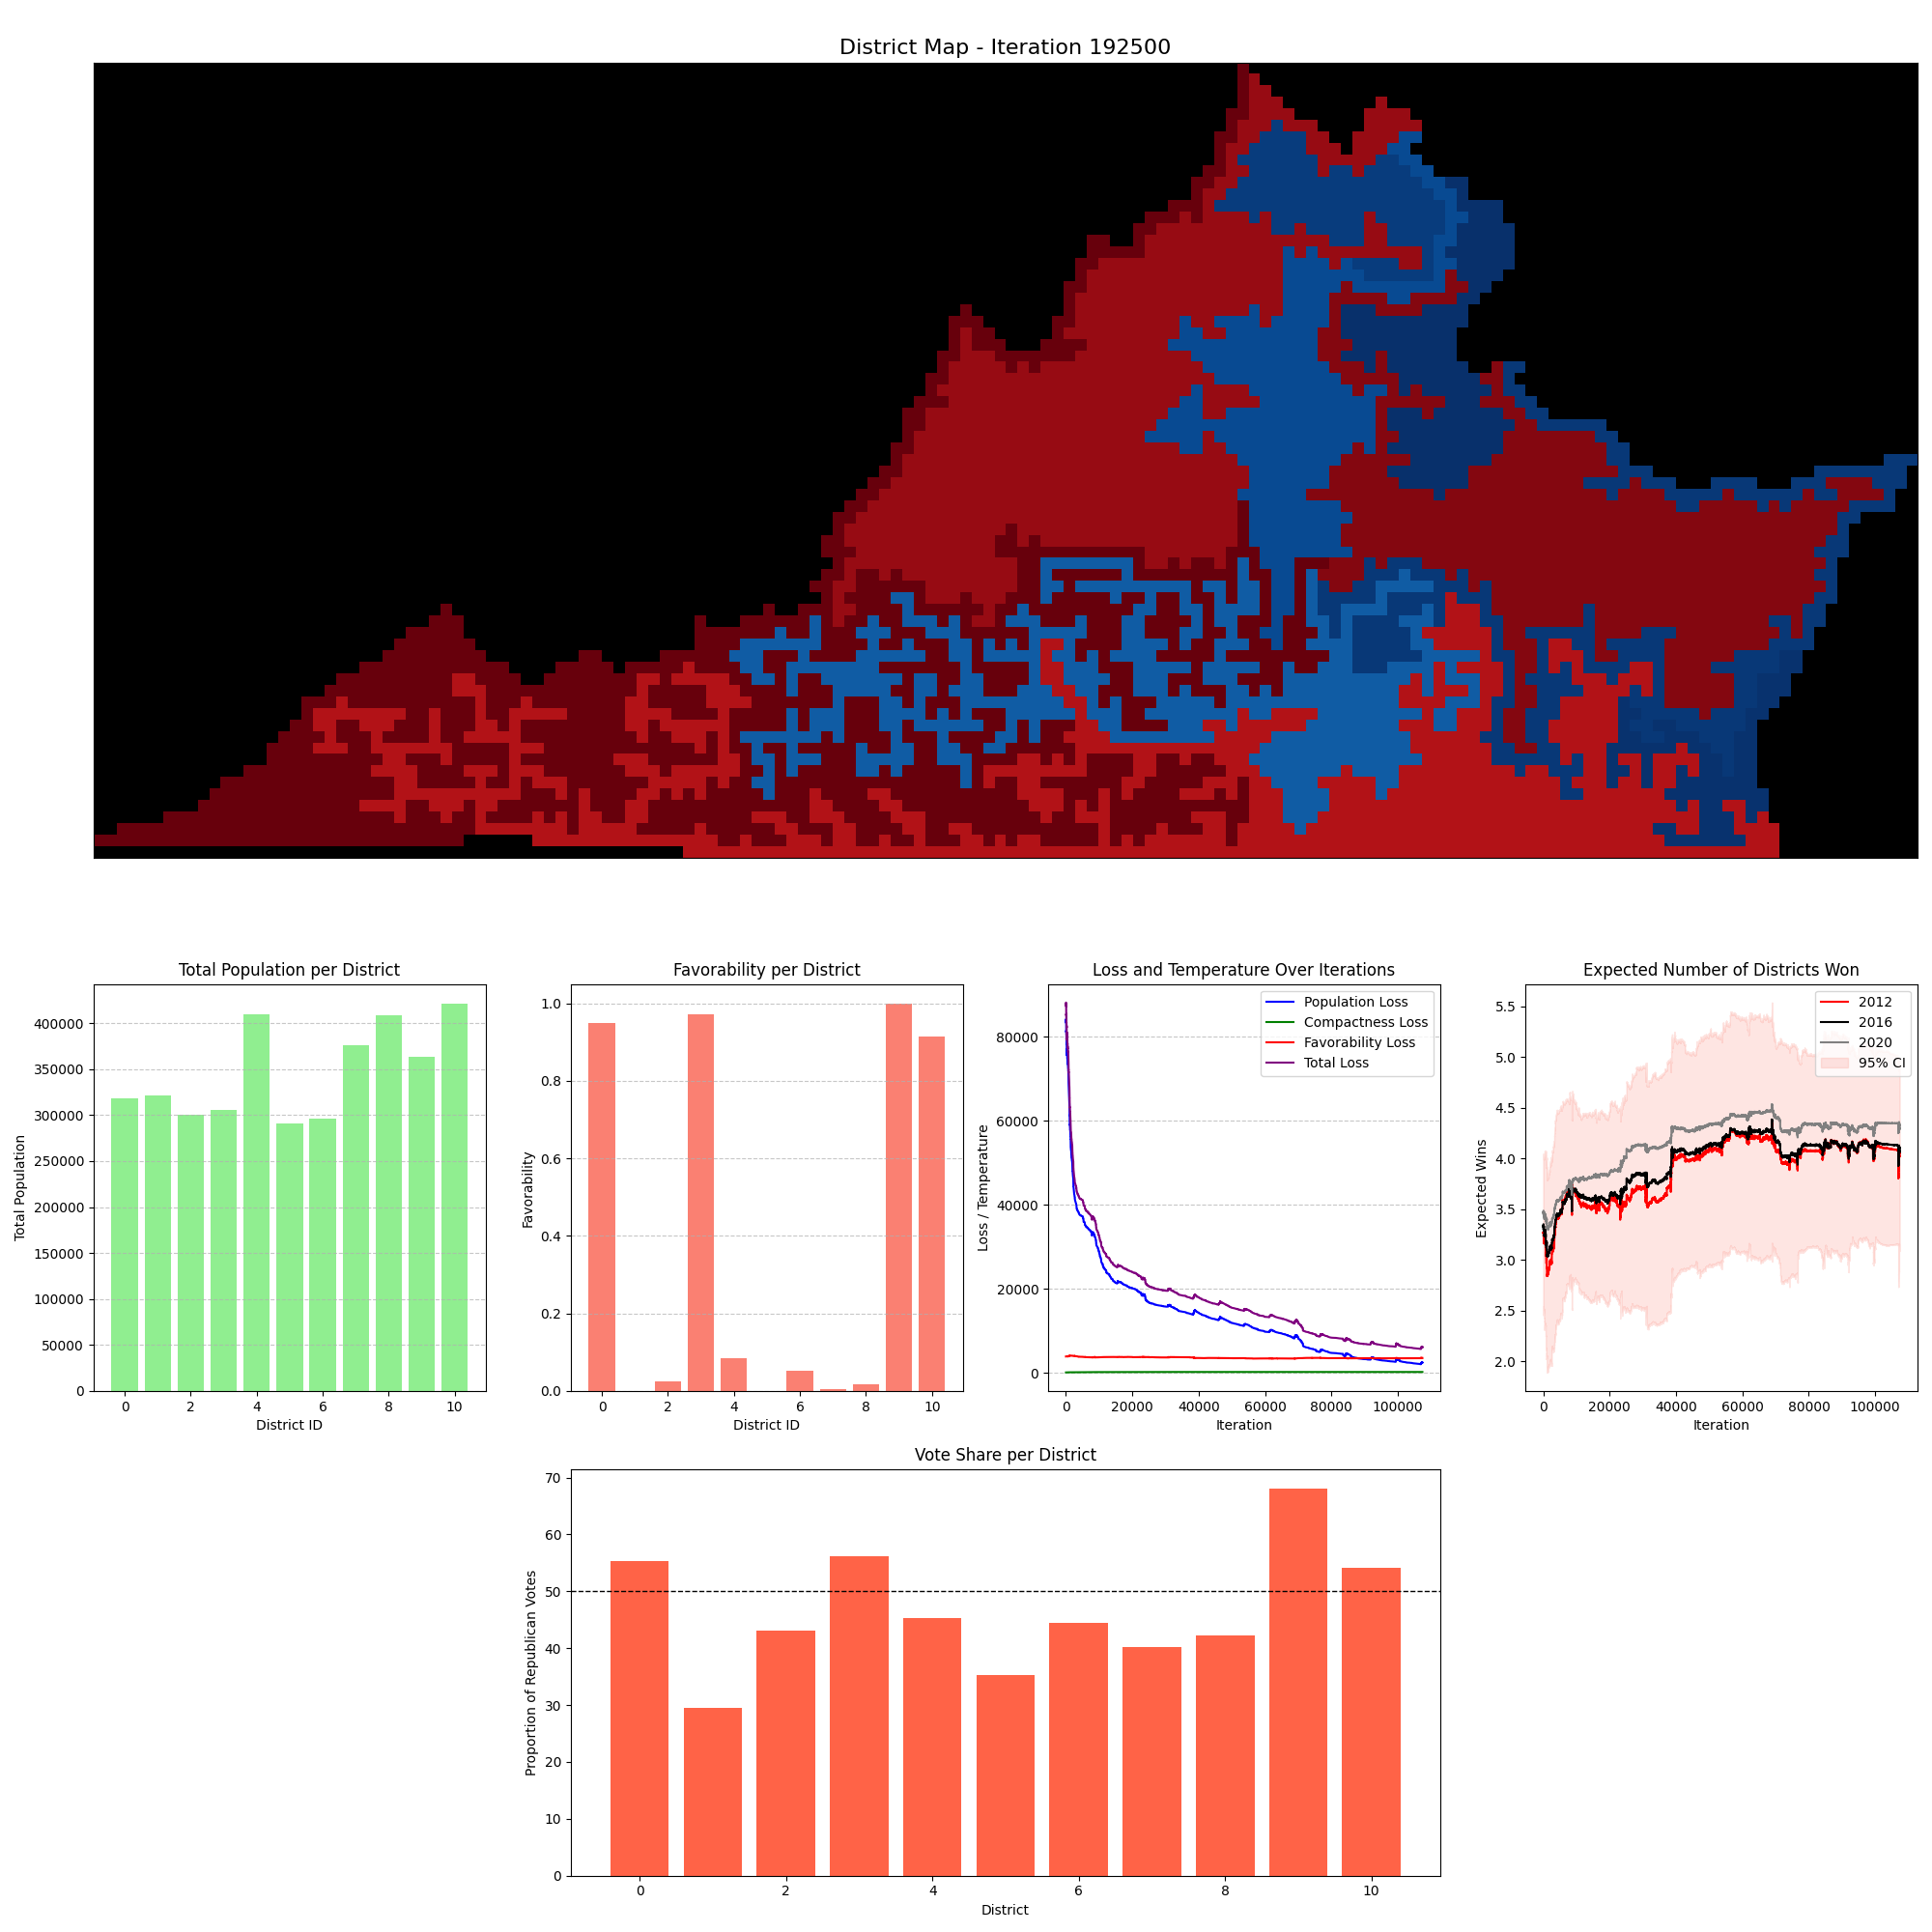 District Map - Iteration 192500
Total Population per District
Total Population
400000
350000
300000
250000
200000
150000
100000
50000
0
0 2 4 6 8 10
District ID
Favorability per District
Favorability
1.0
0.8
0.6
0.4
0.2
0.0
0 2 4 6 8 10
District ID
Loss and Temperature Over Iterations
Loss / Temperature
80000
60000
40000
20000
0
Population Loss
Compactness Loss
Favorability Loss
Total Loss
0 20000 40000 60000 80000 100000
Iteration
Expected Number of Districts Won
Expected Wins
5.5
5.0
4.5
4.0
3.5
3.0
2.5
2.0
2012
2016
2020
95% CI
0 20000 40000 60000 80000 100000
Iteration
Vote Share per District
Proportion of Republican Votes
70
60
50
40
30
20
10
0
0 2 4 6 8 10
District